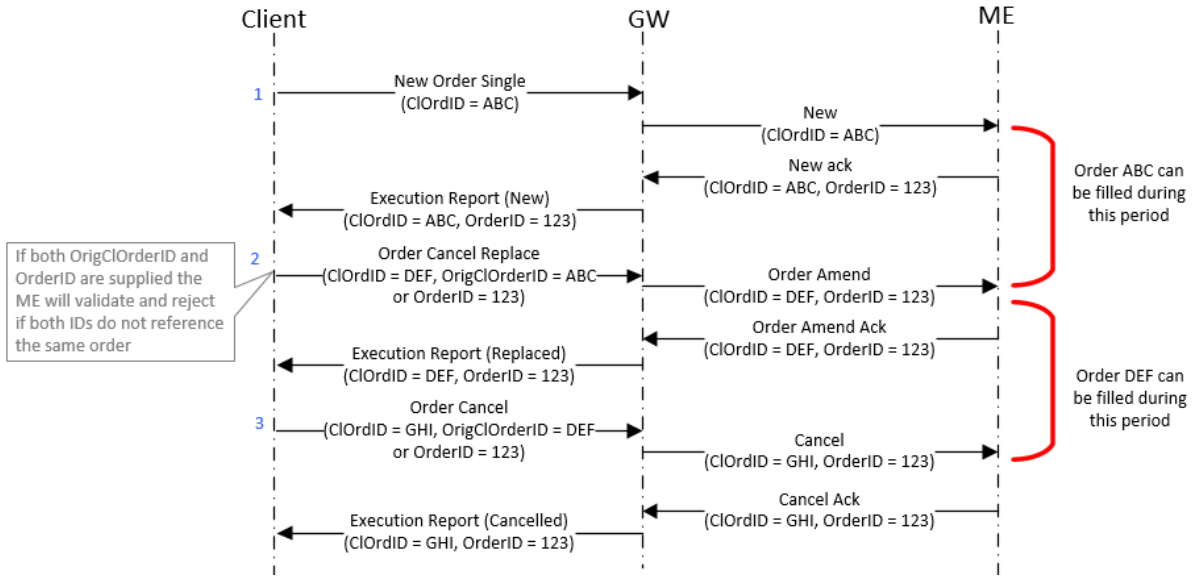 Client
GW
ME
1
New Order Single
(ClOrdID = ABC)
New
(ClOrdID = ABC)
New ack
(ClOrdID = ABC, OrderID = 123)
Execution Report (New)
(ClOrdID = ABC, OrderID = 123)
Order ABC can
be filled during
this period
If both OrigClOrderID and
OrderID are supplied the
ME will validate and reject
if both IDs do not reference
the same order
2
Order Cancel Replace
(ClOrdID = DEF, OrigClOrderID = ABC
or OrderID = 123)
Order Amend
(ClOrdID = DEF, OrderID = 123)
Order Amend Ack
(ClOrdID = DEF, OrderID = 123)
Execution Report (Replaced)
(ClOrdID = DEF, OrderID = 123)
Order DEF can
be filled during
this period
3
Order Cancel
(ClOrdID = GHI, OrigClOrderID = DEF
or OrderID = 123)
Cancel
(ClOrdID = GHI, OrderID = 123)
Cancel Ack
(ClOrdID = GHI, OrderID = 123)
Execution Report (Cancelled)
(ClOrdID = GHI, OrderID = 123)